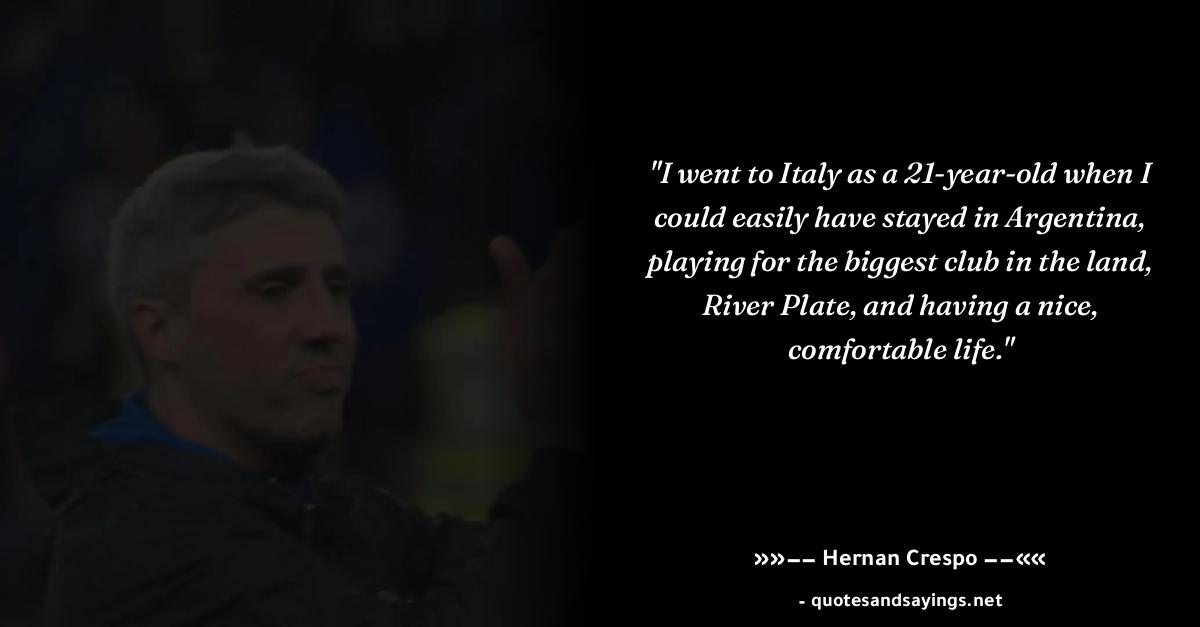 "I went to Italy as a 21-year-old when I
could easily have stayed in Argentina,
playing for the biggest club in the land,
River Plate, and having a nice,
comfortable life."
»»–– Hernan Crespo ––««
- quotesandsayings.net